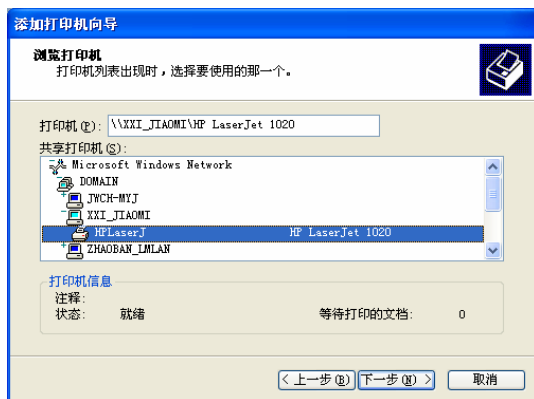 添加打印机向导
浏览打印机
打印机列表出现时，选择要使用的那一个。
打印机(P): \\XXI_JIAOMI\HP LaserJet 1020
共享打印机(S):
Microsoft Windows Network
DOMAIN
JWCH-MYJ
XXI_JIAOMI
HPLaserJ HP LaserJet 1020
ZHAOBAN_LMLAN
打印机信息
注释:
状态: 就绪 等待打印的文档: 0
< 上一步(B) 下一步(N) > 取消